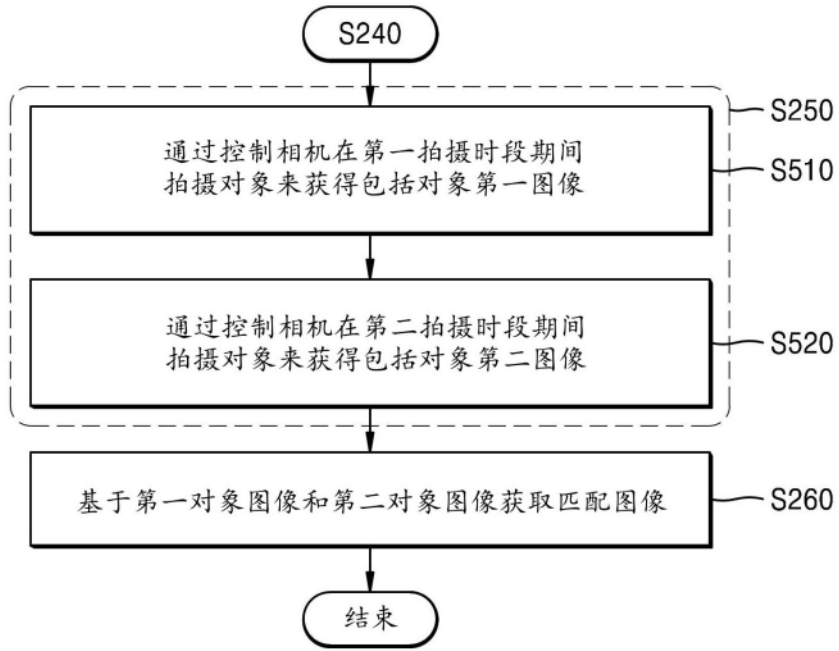 S240
S250
通过控制相机在第一拍摄时段期间
拍摄对象来获得包括对象第一图像
S510
通过控制相机在第二拍摄时段期间
拍摄对象来获得包括对象第二图像
S520
基于第一对象图像和第二对象图像获取匹配图像
S260
结束